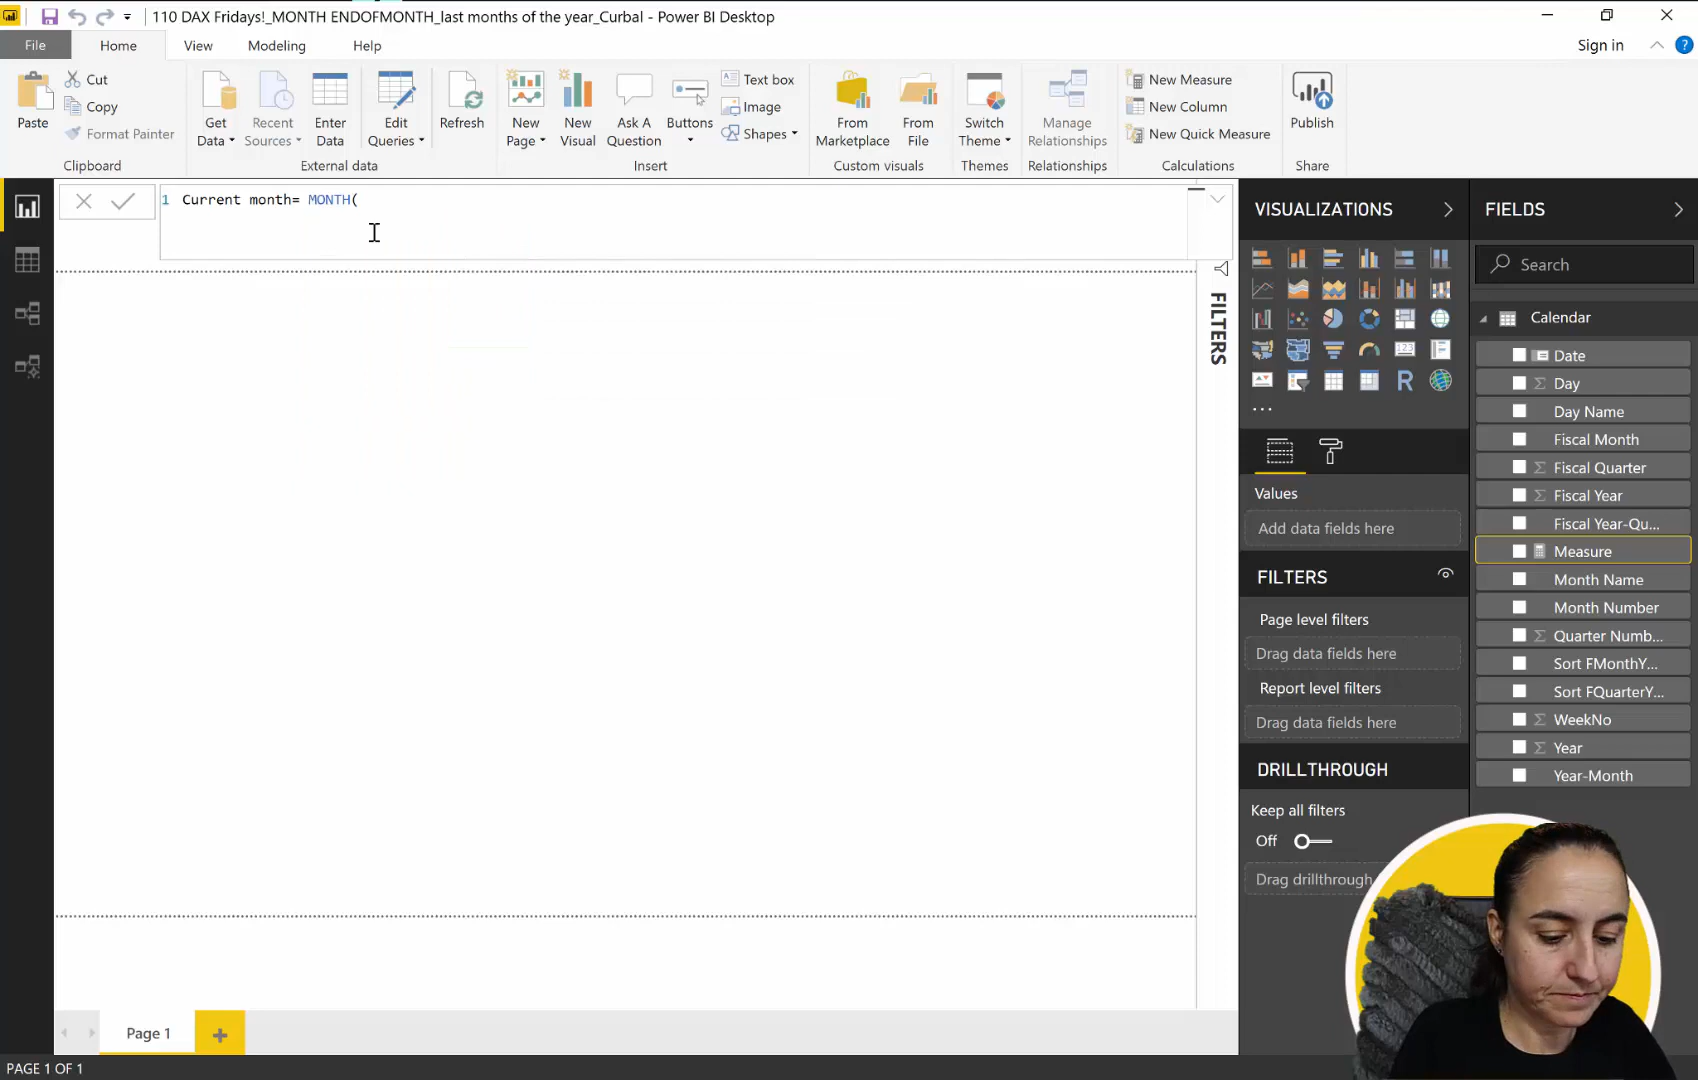 110 DAX Fridays!_MONTH ENDOFMONTH_last months of the year_Curbal - Power BI Desktop
File
Home
View
Modeling
Help
Sign in
?
Paste
Cut
Copy
Format Painter
Clipboard
Get Data
Recent Sources
Enter Data
Edit Queries
Refresh
External data
New Page
New Visual
Ask A Question
Buttons
Text box
Image
Shapes
Insert
From Marketplace
From File
Custom visuals
Switch Theme
Themes
Manage Relationships
Relationships
New Measure
New Column
New Quick Measure
Calculations
Publish
Share
1 Current month= MONTH(
FILTERS
VISUALIZATIONS
123
R
...
Values
Add data fields here
FILTERS
Page level filters
Drag data fields here
Report level filters
Drag data fields here
DRILLTHROUGH
Keep all filters
Off
Drag drillthrough
FIELDS
Search
Calendar
Date
Σ Day
Day Name
Fiscal Month
Σ Fiscal Quarter
Σ Fiscal Year
Fiscal Year-Qu...
Measure
Month Name
Month Number
Σ Quarter Numb...
Sort FMonthY...
Sort FQuarterY...
Σ WeekNo
Σ Year
Year-Month
Page 1
+
PAGE 1 OF 1